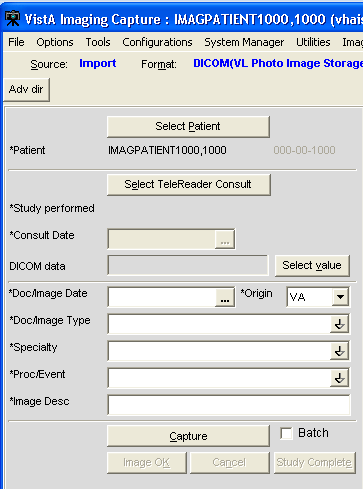 VistA Imaging Capture : IMAGPATIENT1000,1000 (vhais
File Options Tools Configurations System Manager Utilities Imag
Source: Import Format: DICOM(VL Photo Image Storage
Adv dir
Select Patient
*Patient IMAGPATIENT1000,1000 000-00-1000
Select TeleReader Consult
*Study performed
*Consult Date ...
DICOM data Select value
*Doc/Image Date ... *Origin VA
*Doc/Image Type
*Specialty
*Proc/Event
*Image Desc
Capture Batch
Image OK Cancel Study Complete